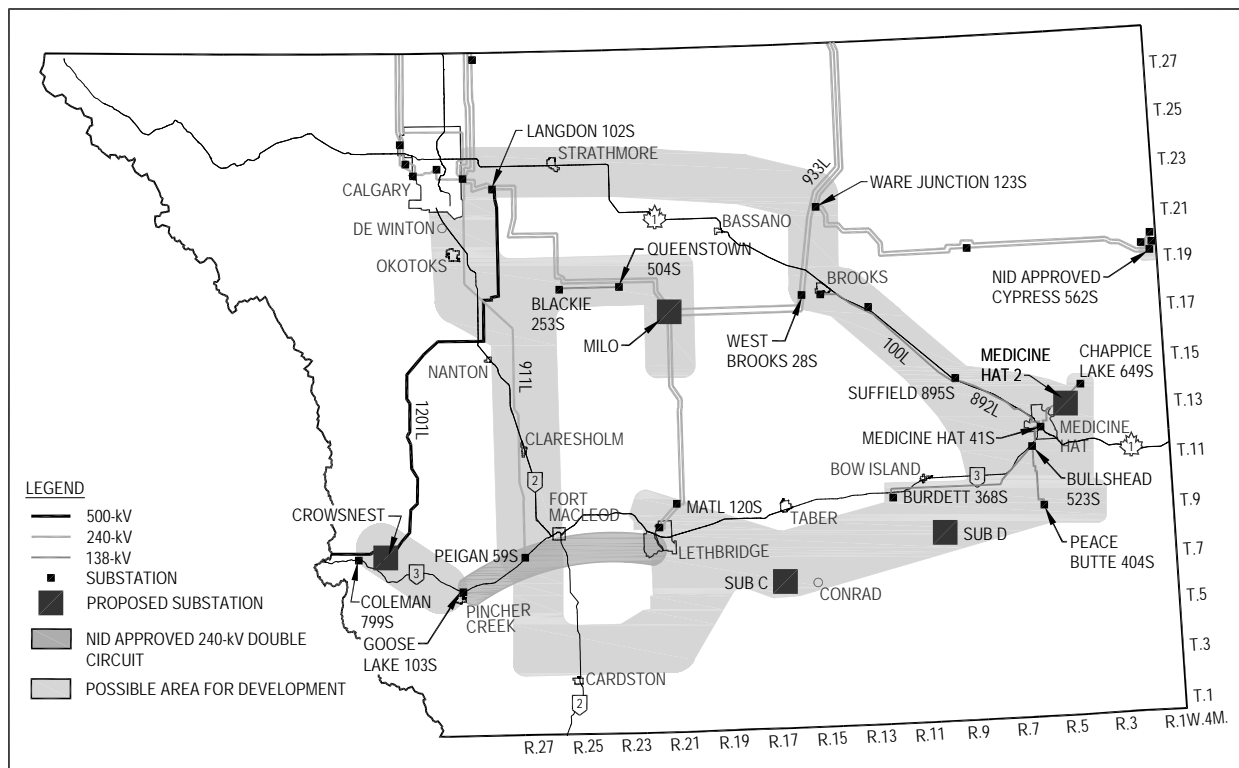 T.27
T.25
T.23
T.21
T.19
T.17
T.15
T.13
T.11
T.9
T.7
T.5
T.3
T.1
LANGDON 102S
STRATHMORE
CALGARY
933L
WARE JUNCTION 123S
DE WINTON
1
BASSANO
OKOTOKS
QUEENSTOWN
504S
BROOKS
NID APPROVED
CYPRESS 562S
BLACKIE
253S
MILO
WEST
BROOKS 28S
100L
MEDICINE
HAT 2
CHAPPICE
LAKE 649S
NANTON
911L
SUFFIELD 895S
892L
1201L
MEDICINE HAT 41S
MEDICINE
HAT
1
CLARESHOLM
2
BOW ISLAND
3
BULLSHEAD
523S
BURDETT 368S
FORT
MACLEOD
MATL 120S
TABER
CROWSNEST
PEIGAN 59S
LETHBRIDGE
SUB D
PEACE
BUTTE 404S
3
SUB C
CONRAD
COLEMAN
799S
PINCHER
CREEK
GOOSE
LAKE 103S
CARDSTON
2
LEGEND
500-kV
240-kV
138-kV
SUBSTATION
PROPOSED SUBSTATION
NID APPROVED 240-kV DOUBLE
CIRCUIT
POSSIBLE AREA FOR DEVELOPMENT
R.27 R.25 R.23 R.21 R.19 R.17 R.15 R.13 R.11 R.9 R.7 R.5 R.3 R.1W.4M.